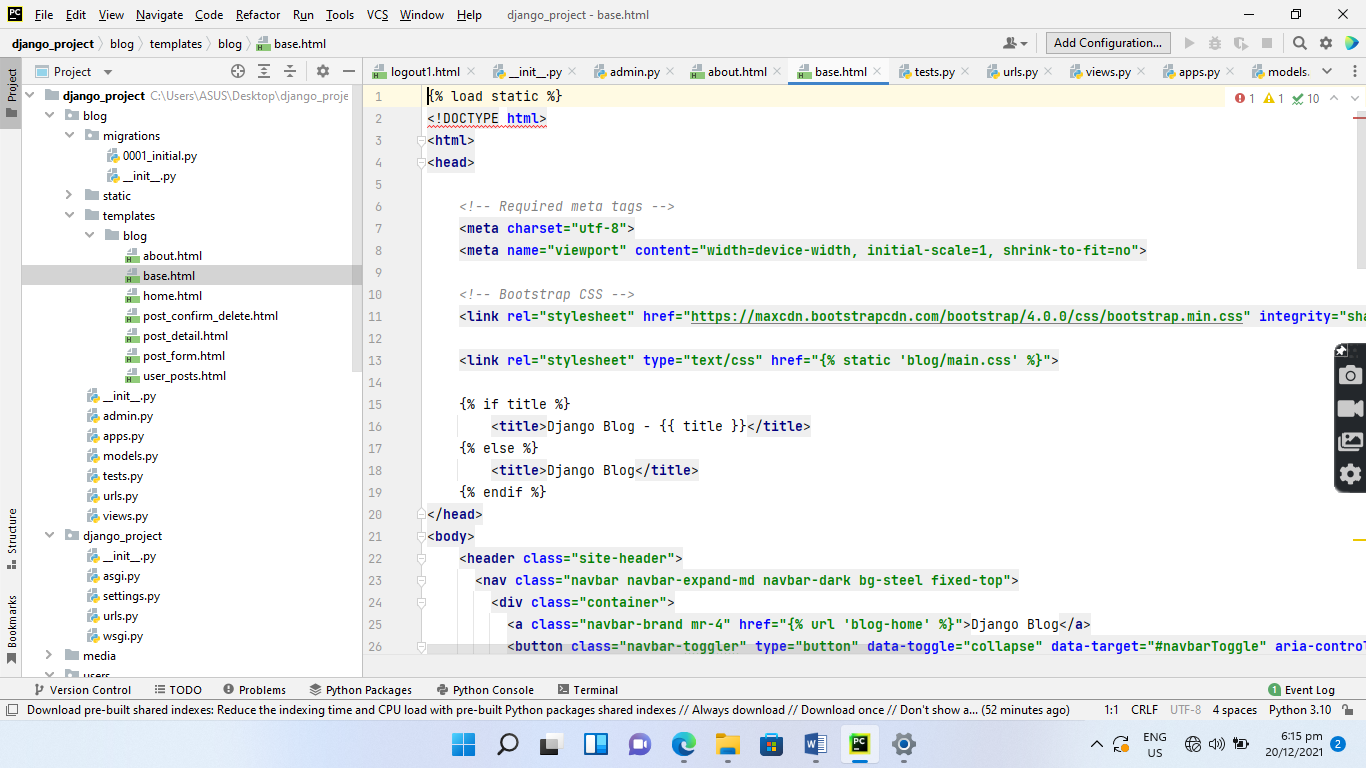 PC File Edit View Navigate Code Refactor Run Tools VCS Window Help django_project - base.html
django_project blog templates blog base.html Add Configuration...
Project
logout1.html __init__.py admin.py about.html base.html tests.py urls.py views.py apps.py models.
Project
django_project C:\Users\ASUS\Desktop\django_proje
blog
migrations
0001_initial.py
__init__.py
static
templates
blog
about.html
base.html
home.html
post_confirm_delete.html
post_detail.html
post_form.html
user_posts.html
__init__.py
admin.py
apps.py
models.py
tests.py
urls.py
views.py
django_project
__init__.py
asgi.py
settings.py
urls.py
wsgi.py
media
users
Structure
Bookmarks
1 {% load static %}
1 1 10
2 <!DOCTYPE html>
3 <html>
4 <head>
5
6 <!-- Required meta tags -->
7 <meta charset="utf-8">
8 <meta name="viewport" content="width=device-width, initial-scale=1, shrink-to-fit=no">
9
10 <!-- Bootstrap CSS -->
11 <link rel="stylesheet" href="https://maxcdn.bootstrapcdn.com/bootstrap/4.0.0/css/bootstrap.min.css" integrity="sha
12
13 <link rel="stylesheet" type="text/css" href="{% static 'blog/main.css' %}">
14
15 {% if title %}
16 <title>Django Blog - {{ title }}</title>
17 {% else %}
18 <title>Django Blog</title>
19 {% endif %}
20 </head>
21 <body>
22 <header class="site-header">
23 <nav class="navbar navbar-expand-md navbar-dark bg-steel fixed-top">
24 <div class="container">
25 <a class="navbar-brand mr-4" href="{% url 'blog-home' %}">Django Blog</a>
26 <button class="navbar-toggler" type="button" data-toggle="collapse" data-target="#navbarToggle" aria-control
Version Control TODO Problems Python Packages Python Console Terminal 1 Event Log
Download pre-built shared indexes: Reduce the indexing time and CPU load with pre-built Python packages shared indexes // Always download // Download once // Don't show a... (52 minutes ago) 1:1 CRLF UTF-8 4 spaces Python 3.10
ENG
US
6:15 pm
20/12/2021
2